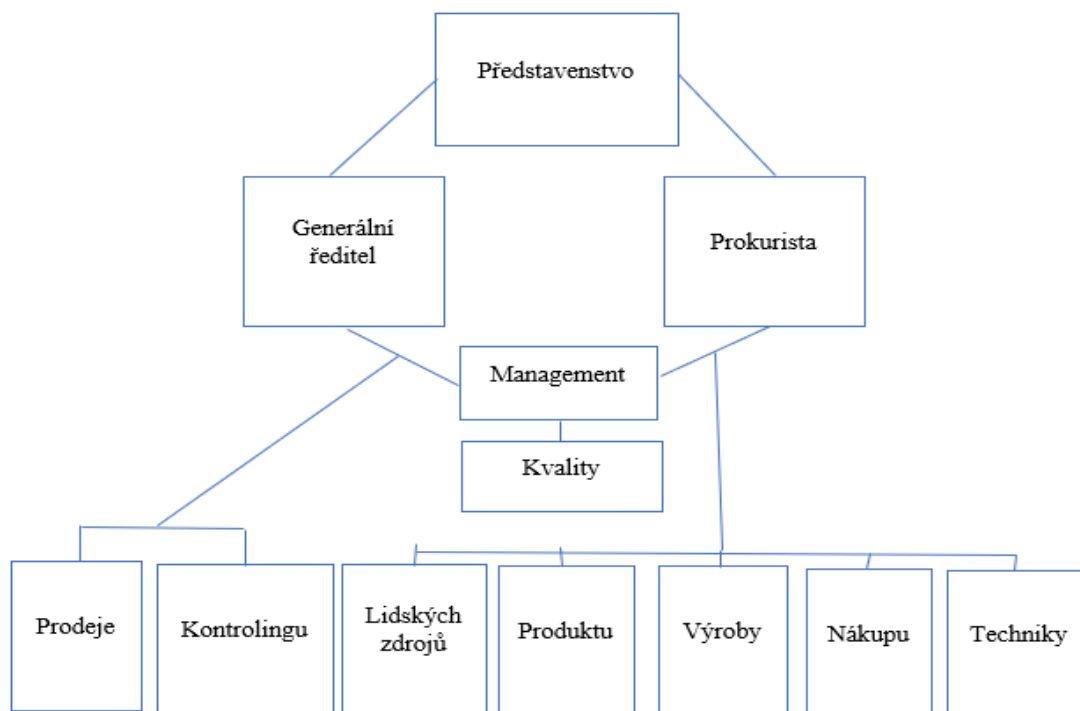 Představenstvo
Generální
ředitel
Prokurista
Management
Kvality
Prodeje
Kontrolingu
Lidských
zdrojů
Produktu
Výroby
Nákupu
Techniky